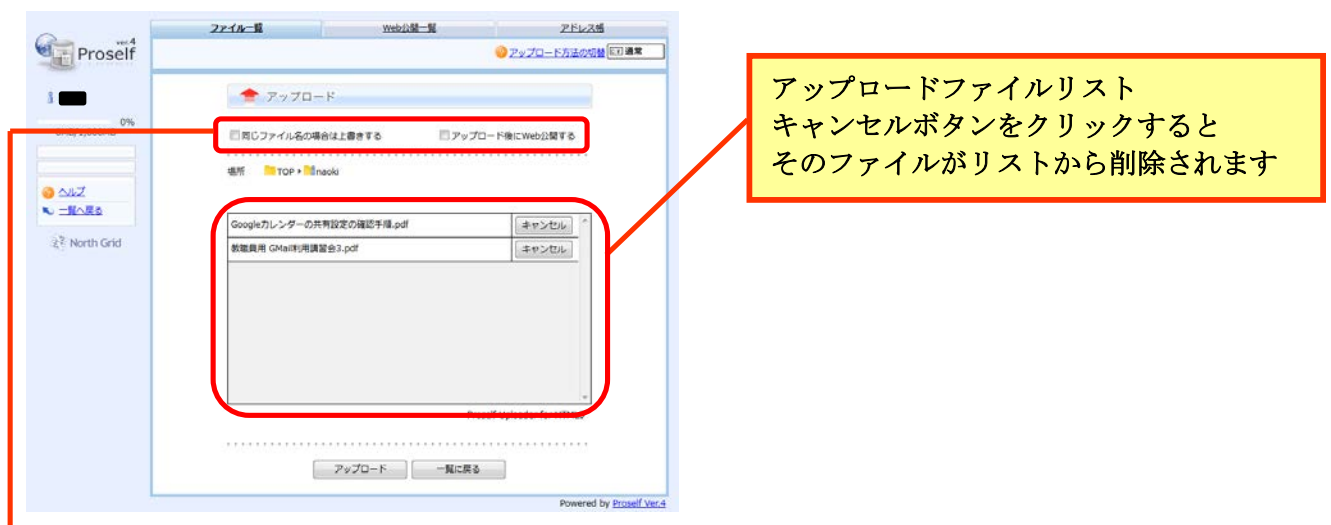 ファイル一覧
Web公開一覧
アドレス帳
Proself ver.4
アップロード方法の切替
通常
アップロード
0%
同じファイル名の場合は上書きする
アップロード後にWeb公開する
場所 TOP naoki
ヘルプ
一覧へ戻る
North Grid
Googleカレンダーの共有設定の確認手順.pdf
キャンセル
教職員用 GMail利用講習会3.pdf
キャンセル
アップロード
一覧に戻る
Powered by Proself Ver.4
アップロードファイルリスト
キャンセルボタンをクリックすると
そのファイルがリストから削除されます